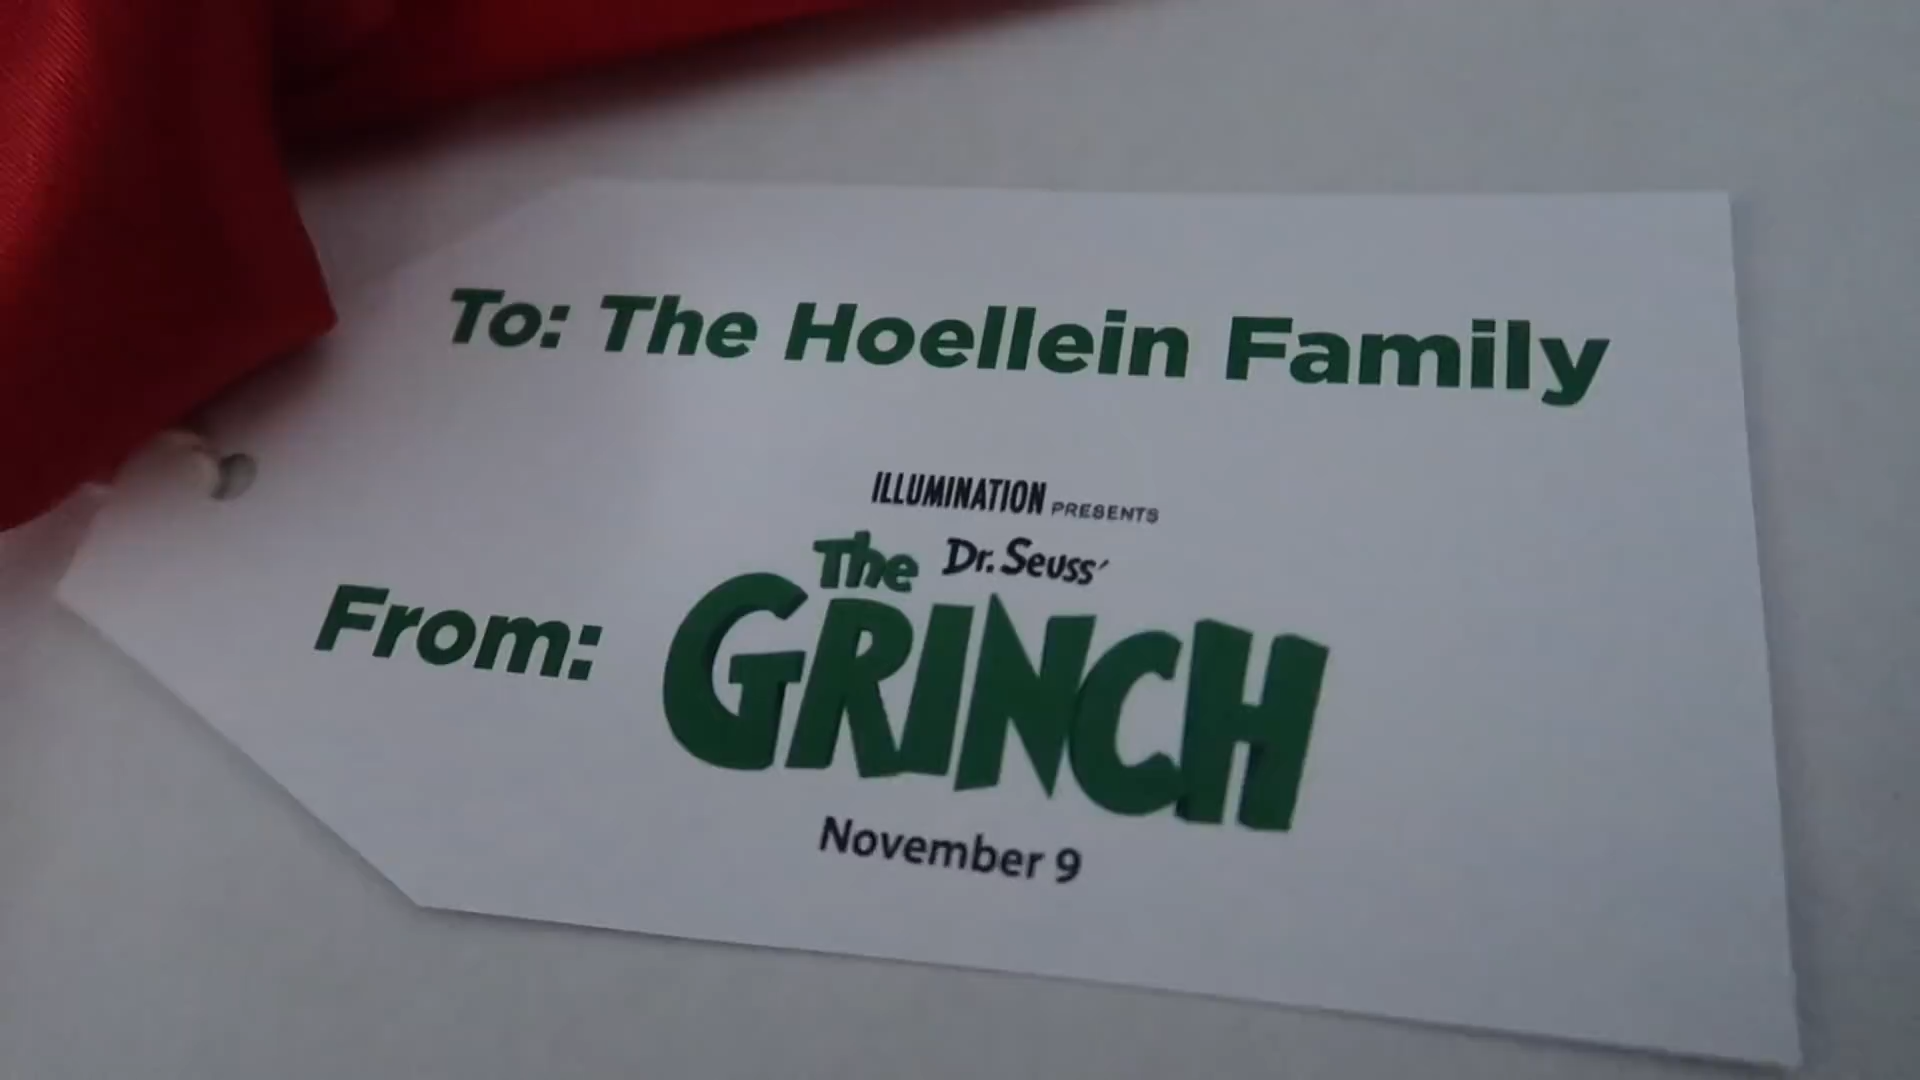 To: The Hoellein Family
ILLUMINATION PRESENTS
The Dr. Seuss'
From: GRINCH
November 9